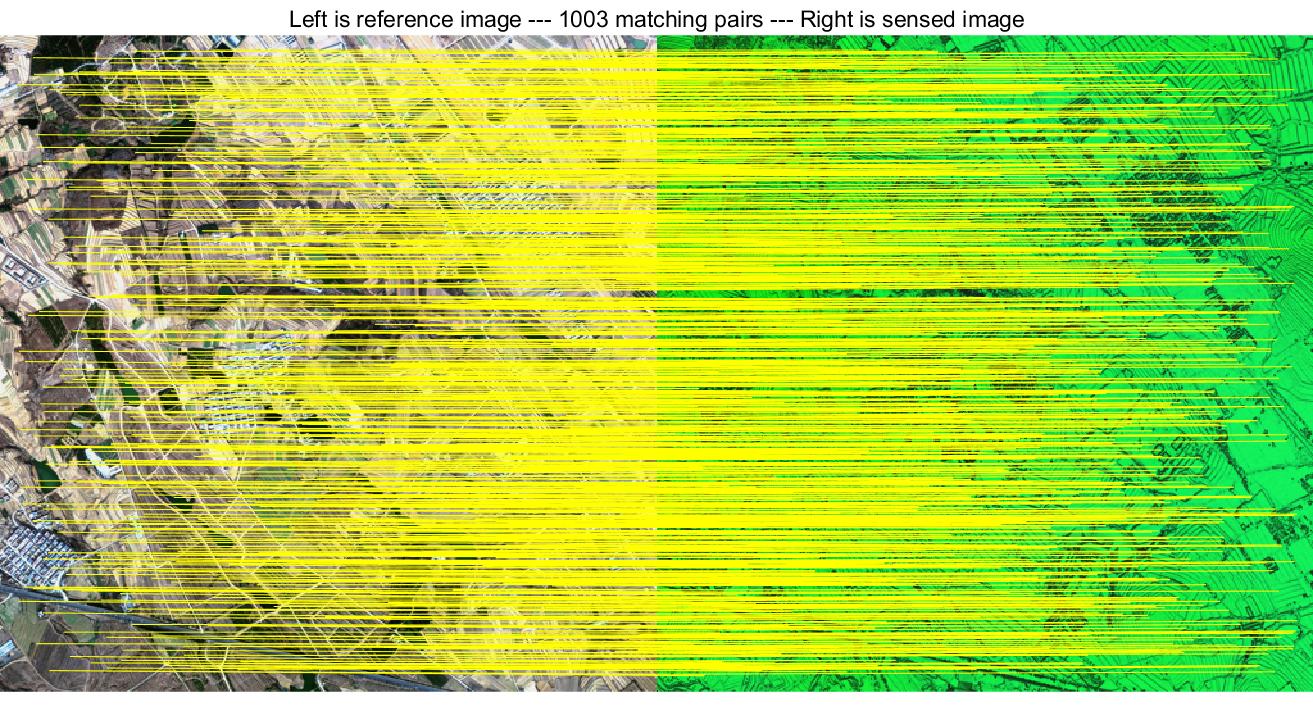 Left is reference image --- 1003 matching pairs --- Right is sensed image